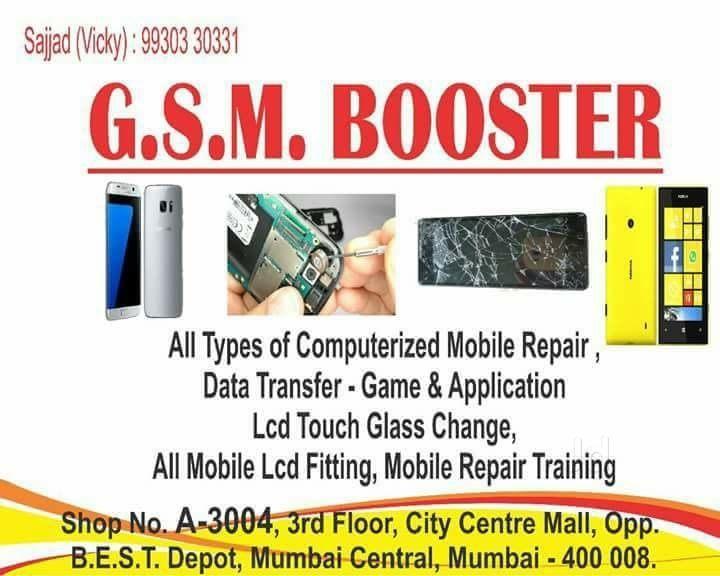 Sajjad (Vicky) : 99303 30331
G.S.M. BOOSTER
NOKIA
All Types of Computerized Mobile Repair ,
Data Transfer - Game & Application
Lcd Touch Glass Change,
All Mobile Lcd Fitting, Mobile Repair Training
Shop No. A-3004, 3rd Floor, City Centre Mall, Opp.
B.E.S.T. Depot, Mumbai Central, Mumbai - 400 008.